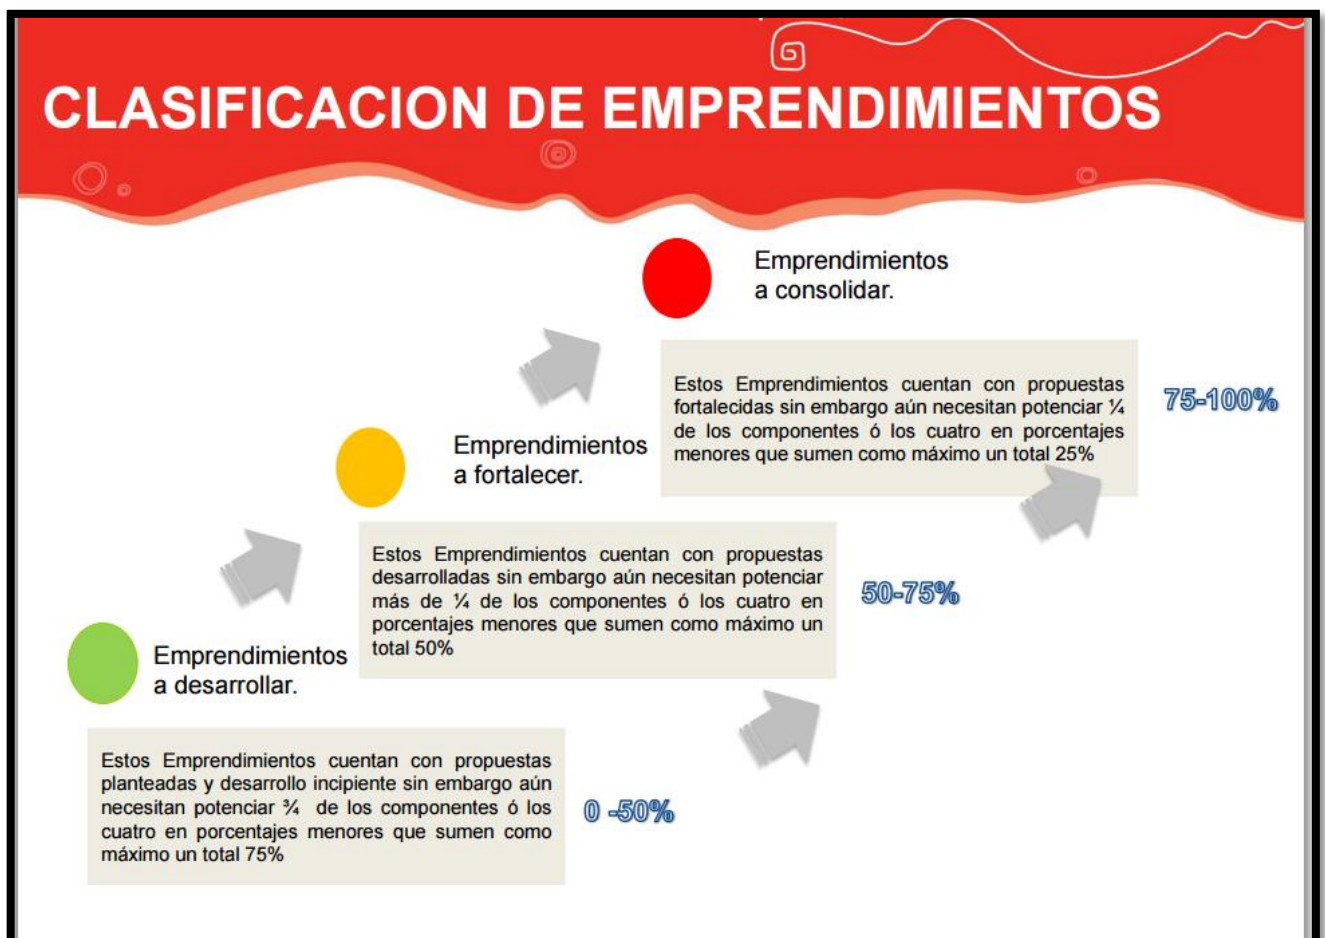 CLASIFICACION DE EMPRENDIMIENTOS
Emprendimientos
a consolidar.
Estos Emprendimientos cuentan con propuestas
fortalecidas sin embargo aún necesitan potenciar ¼
de los componentes ó los cuatro en porcentajes
menores que sumen como máximo un total 25%
75-100%
Emprendimientos
a fortalecer.
Estos Emprendimientos cuentan con propuestas
desarrolladas sin embargo aún necesitan potenciar
más de ¼ de los componentes ó los cuatro en
porcentajes menores que sumen como máximo un
total 50%
50-75%
Emprendimientos
a desarrollar.
Estos Emprendimientos cuentan con propuestas
planteadas y desarrollo incipiente sin embargo aún
necesitan potenciar ¾ de los componentes ó los
cuatro en porcentajes menores que sumen como
máximo un total 75%
0 -50%